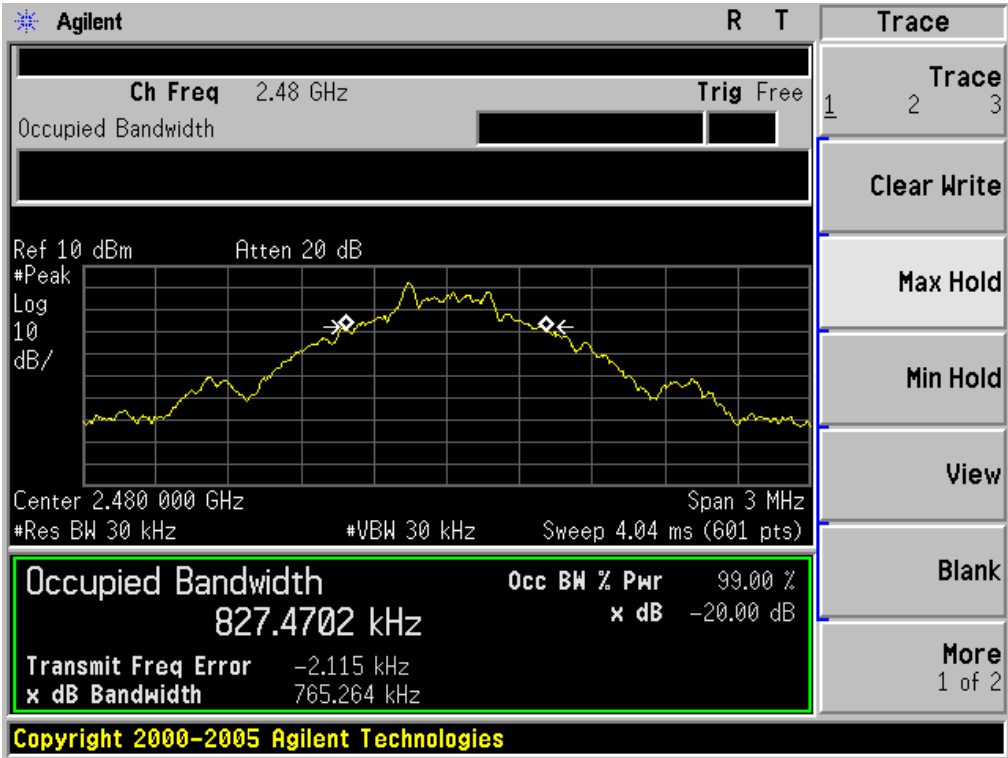 Agilent
R T
Trace
Ch Freq 2.48 GHz
Trig Free
Occupied Bandwidth
Trace
1 2 3
Clear Write
Max Hold
Min Hold
View
Blank
More
1 of 2
Ref 10 dBm
Atten 20 dB
#Peak
Log
10
dB/
Center 2.480 000 GHz
Span 3 MHz
#Res BW 30 kHz
#VBW 30 kHz
Sweep 4.04 ms (601 pts)
Occupied Bandwidth
827.4702 kHz
Occ BW % Pwr 99.00 %
x dB -20.00 dB
Transmit Freq Error -2.115 kHz
x dB Bandwidth 765.264 kHz
Copyright 2000-2005 Agilent Technologies